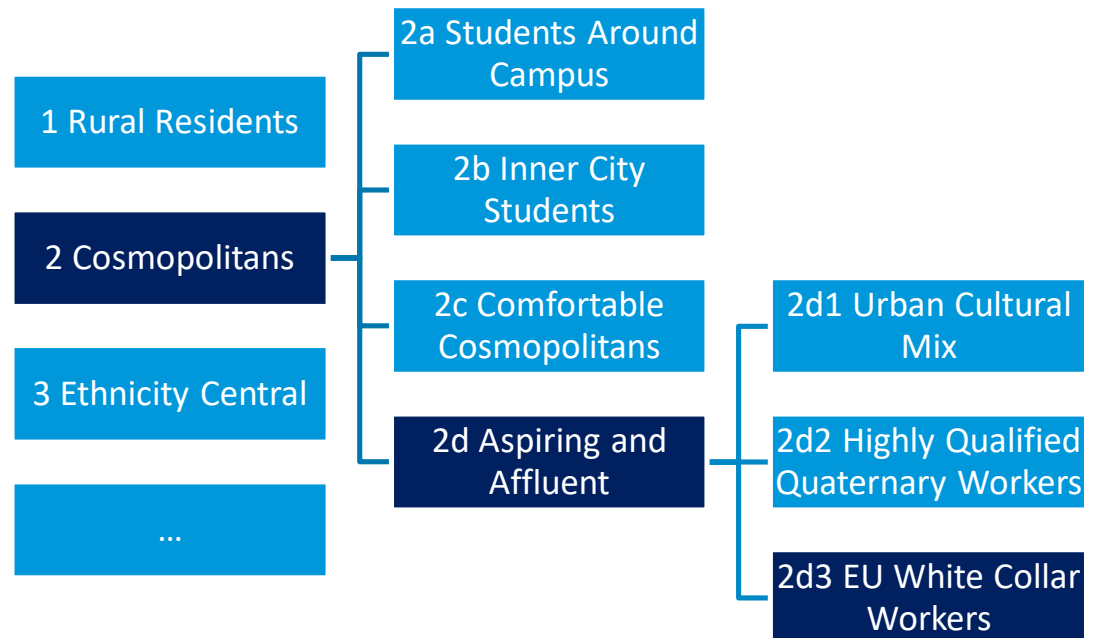 1 Rural Residents
2 Cosmopolitans
3 Ethnicity Central
...
2a Students Around
Campus
2b Inner City
Students
2c Comfortable
Cosmopolitans
2d Aspiring and
Affluent
2d1 Urban Cultural
Mix
2d2 Highly Qualified
Quaternary Workers
2d3 EU White Collar
Workers